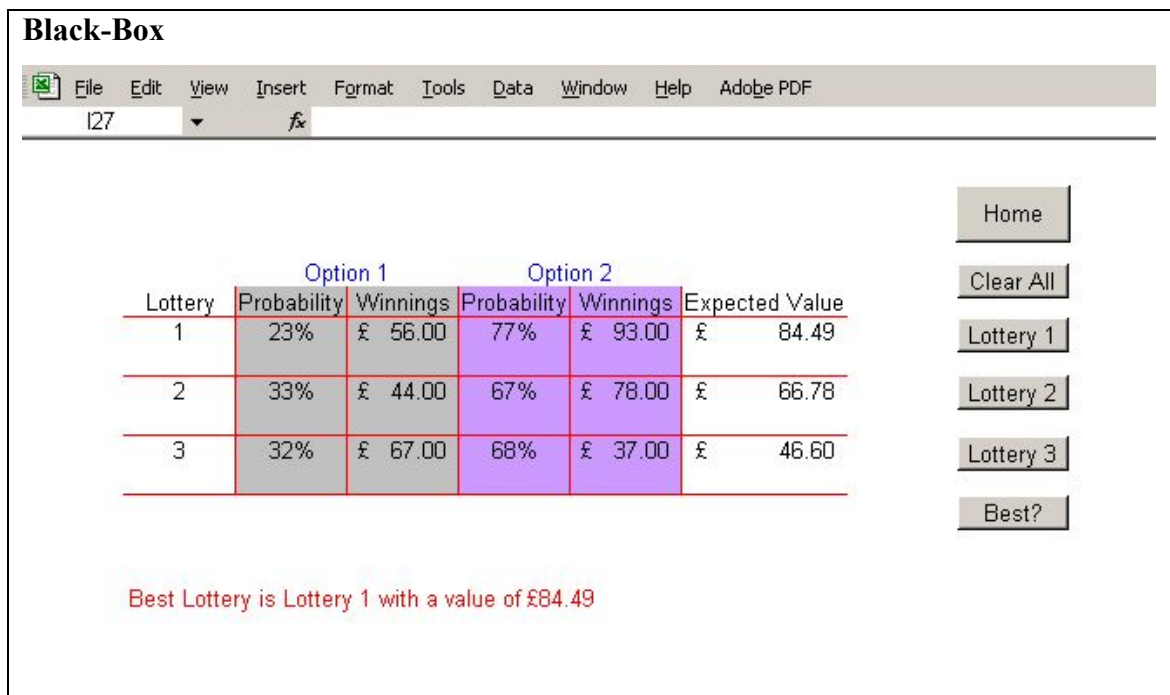 Black-Box
File Edit View Insert Format Tools Data Window Help Adobe PDF
I27 fx
Home
Option 1 Option 2
Clear All
Lottery Probability Winnings Probability Winnings Expected Value
1 23% £ 56.00 77% £ 93.00 £ 84.49
Lottery 1
2 33% £ 44.00 67% £ 78.00 £ 66.78
Lottery 2
3 32% £ 67.00 68% £ 37.00 £ 46.60
Lottery 3
Best?
Best Lottery is Lottery 1 with a value of £84.49